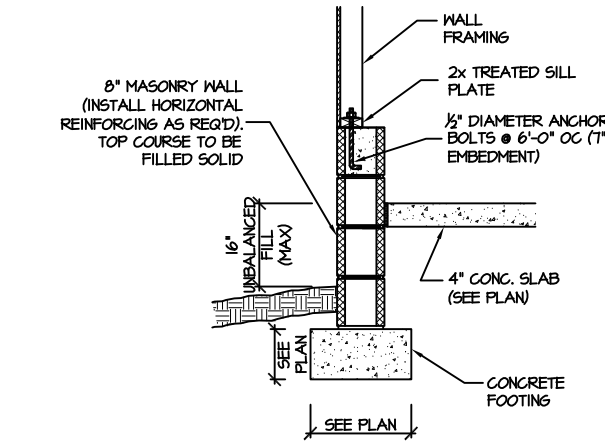 WALL
FRAMING
2x TREATED SILL
PLATE
½" DIAMETER ANCHOR
BOLTS @ 6'-0" OC (7"
EMBEDMENT)
8" MASONRY WALL
(INSTALL HORIZONTAL
REINFORCING AS REQ'D).
TOP COURSE TO BE
FILLED SOLID
16"
UNBALANCED
FILL
(MAX)
4" CONC. SLAB
(SEE PLAN)
SEE
PLAN
CONCRETE
FOOTING
SEE PLAN